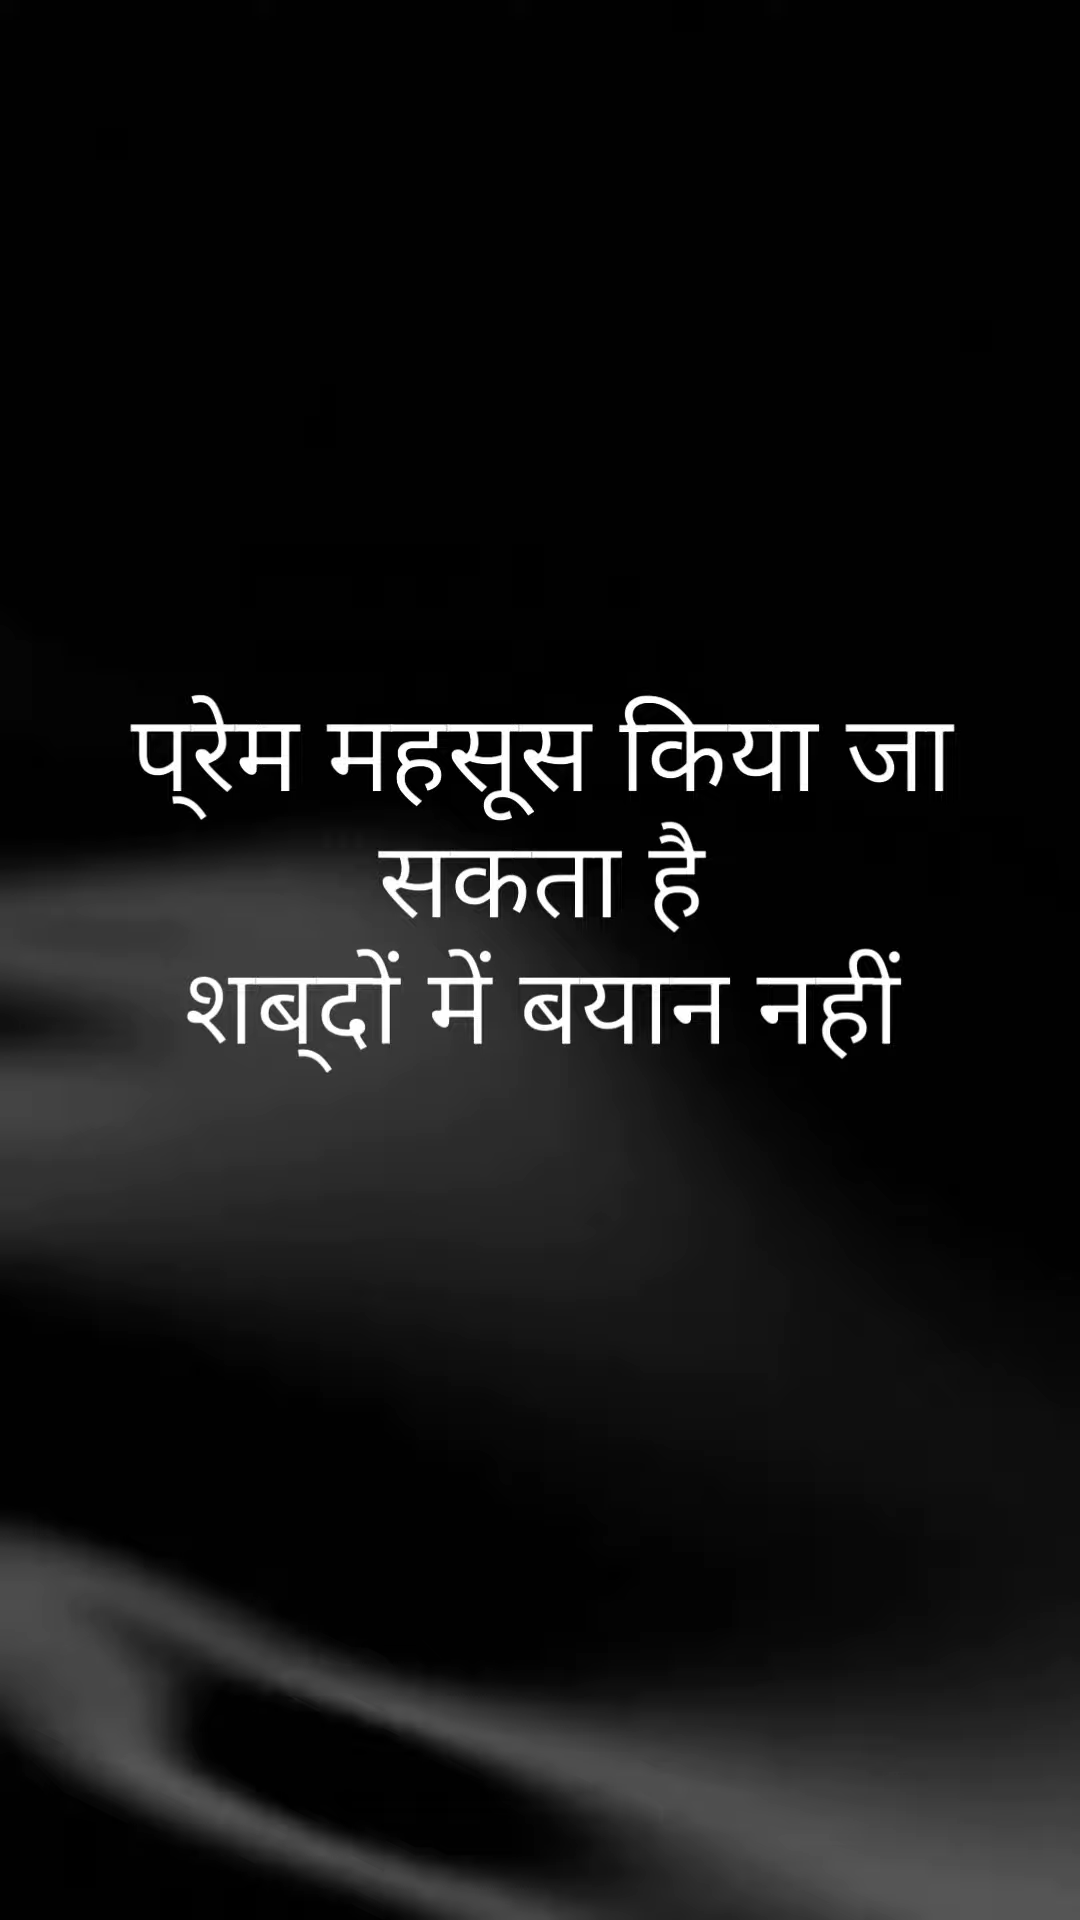 प्रेम महसूस किया जा
सकता है
शब्दों में बयान नहीं